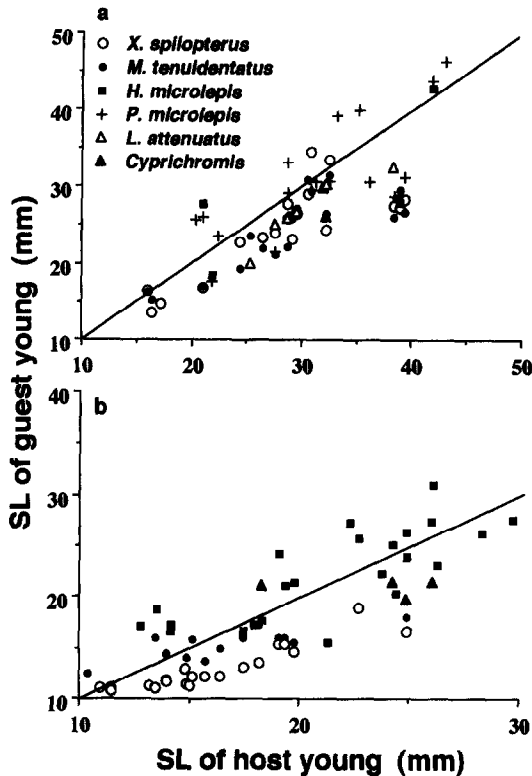 a
50
○ X. spilopterus
● M. tenuidentatus
■ H. microlepis
+ P. microlepis
△ L. attenuatus
▲ Cyprichromis
40
30
20
10
10 20 30 40 50
SL of guest young (mm)
b
40
30
20
10
10 20 30
SL of host young (mm)